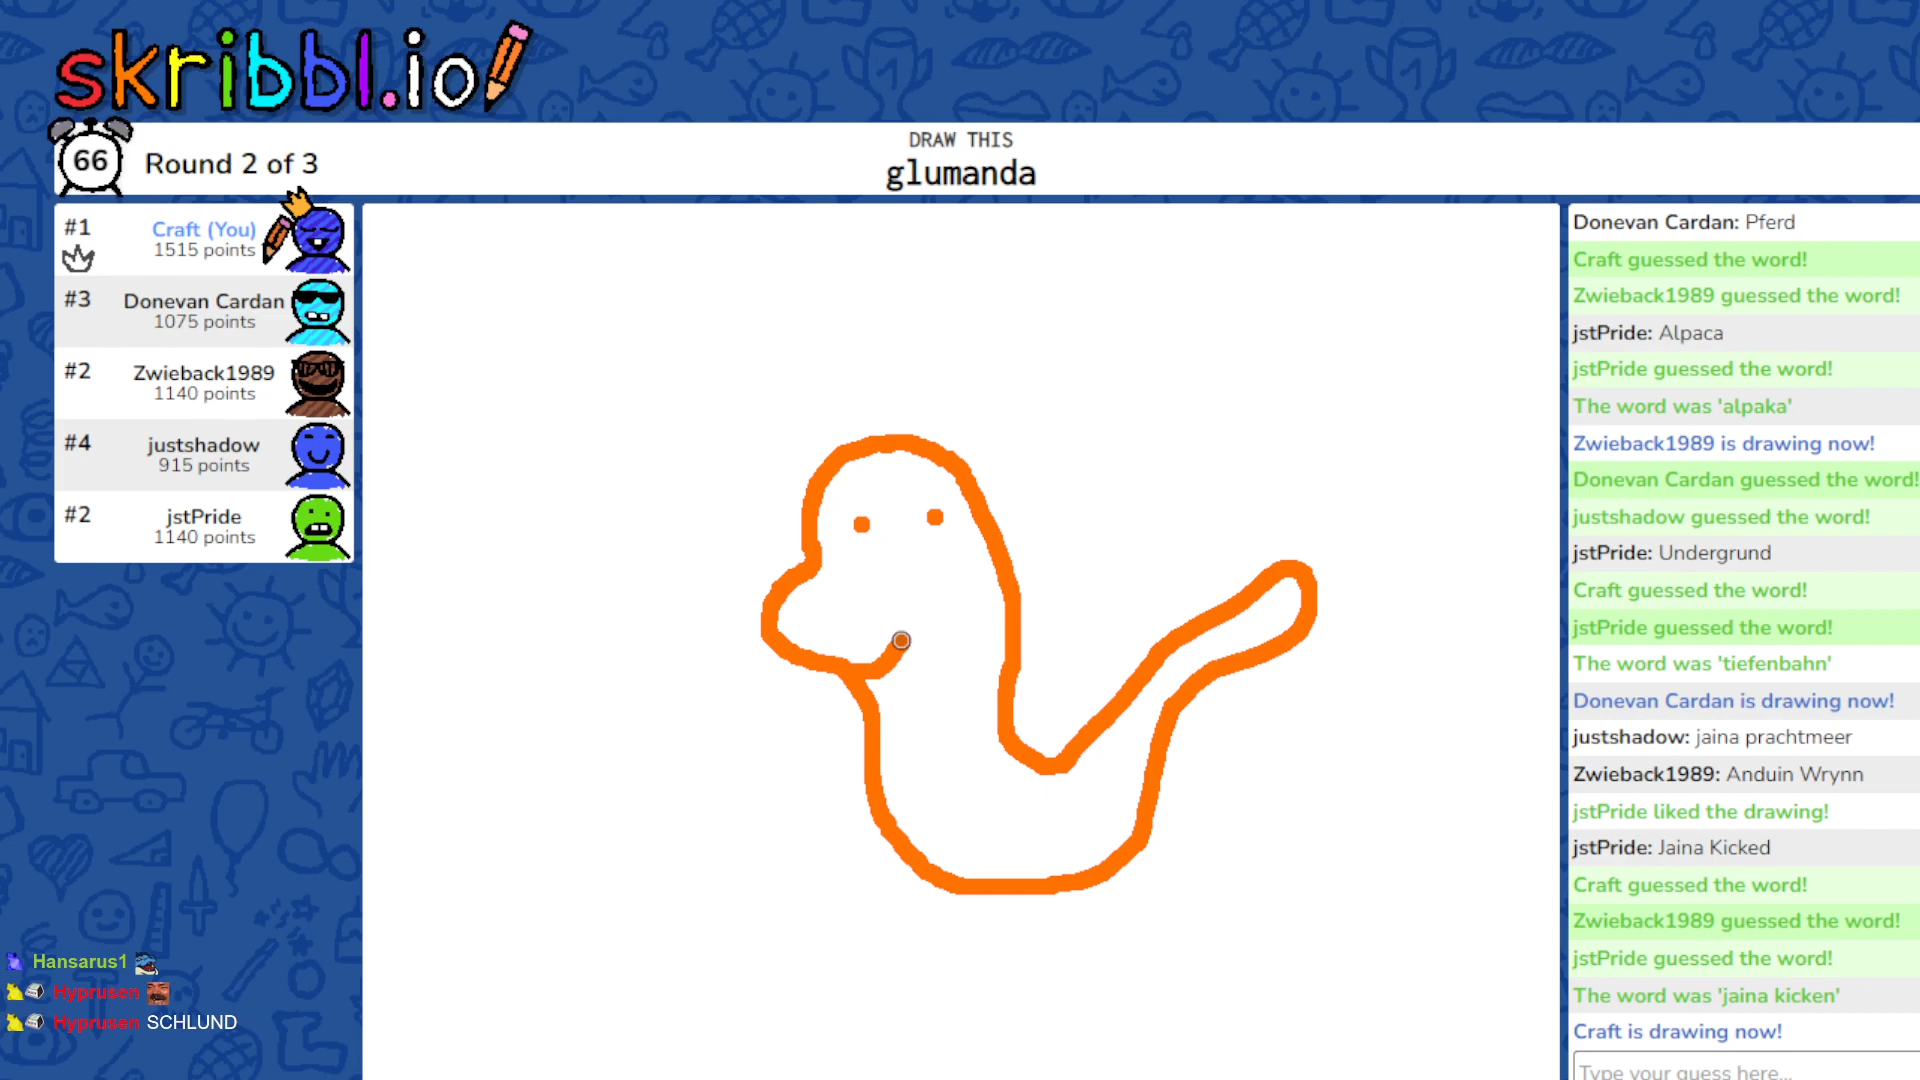 skribbl.io
66
Round 2 of 3
DRAW THIS
glumanda
#1
Craft (You)
1515 points
#3
Donevan Cardan
1075 points
#2
Zwieback1989
1140 points
#4
justshadow
915 points
#2
jstPride
1140 points
Donevan Cardan: Pferd
Craft guessed the word!
Zwieback1989 guessed the word!
jstPride: Alpaca
jstPride guessed the word!
The word was 'alpaka'
Zwieback1989 is drawing now!
Donevan Cardan guessed the word!
justshadow guessed the word!
jstPride: Undergrund
Craft guessed the word!
jstPride guessed the word!
The word was 'tiefenbahn'
Donevan Cardan is drawing now!
justshadow: jaina prachtmeer
Zwieback1989: Anduin Wrynn
jstPride liked the drawing!
jstPride: Jaina Kicked
Craft guessed the word!
Zwieback1989 guessed the word!
jstPride guessed the word!
The word was 'jaina kicken'
Craft is drawing now!
Type your guess here...
Hansarus1
Hyprusen
Hyprusen SCHLUND